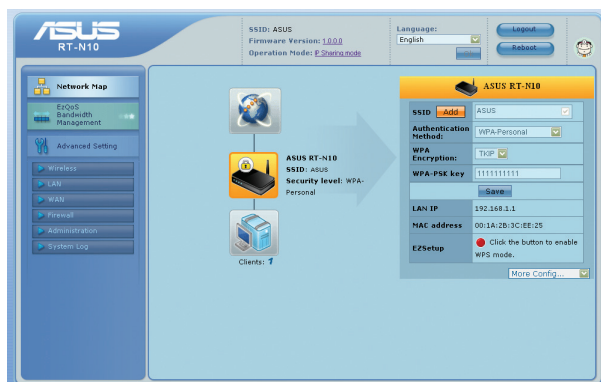 ASUS
RT-N10
SSID: ASUS
Firmware Version: 1.0.0.0
Operation Mode: IP Sharing mode
Language:
English
Logout
Reboot
Network Map
EzQoS
Bandwidth
Management
Advanced Setting
Wireless
LAN
WAN
Firewall
Administration
System Log
ASUS RT-N10
SSID: ASUS
Security level: WPA-
Personal
Clients: 1
ASUS RT-N10
SSID Add ASUS
Authentication
Method: WPA-Personal
WPA
Encryption: TKIP
WPA-PSK key 1111111111
Save
LAN IP 192.168.1.1
MAC address 00:1A:2B:3C:EE:25
EZSetup Click the button to enable
WPS mode.
More Config...